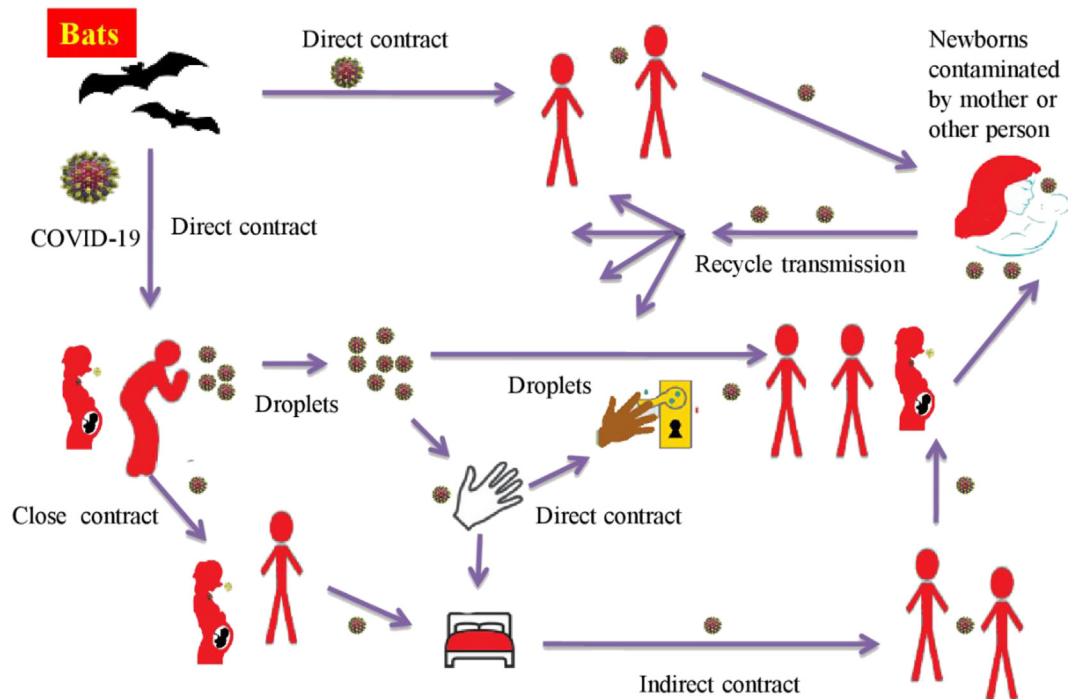 Bats
Direct contract
Newborns
contaminated
by mother or
other person
COVID-19
Direct contract
Recycle transmission
Droplets
Droplets
Close contract
Direct contract
Indirect contract